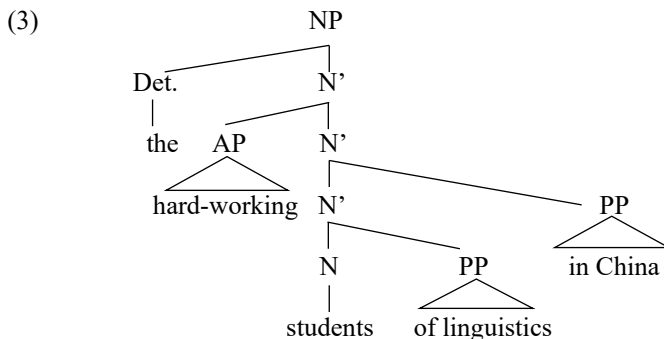 (3) NP
Det. N’
the AP N’
hard-working N’ PP
N PP in China
students of linguistics